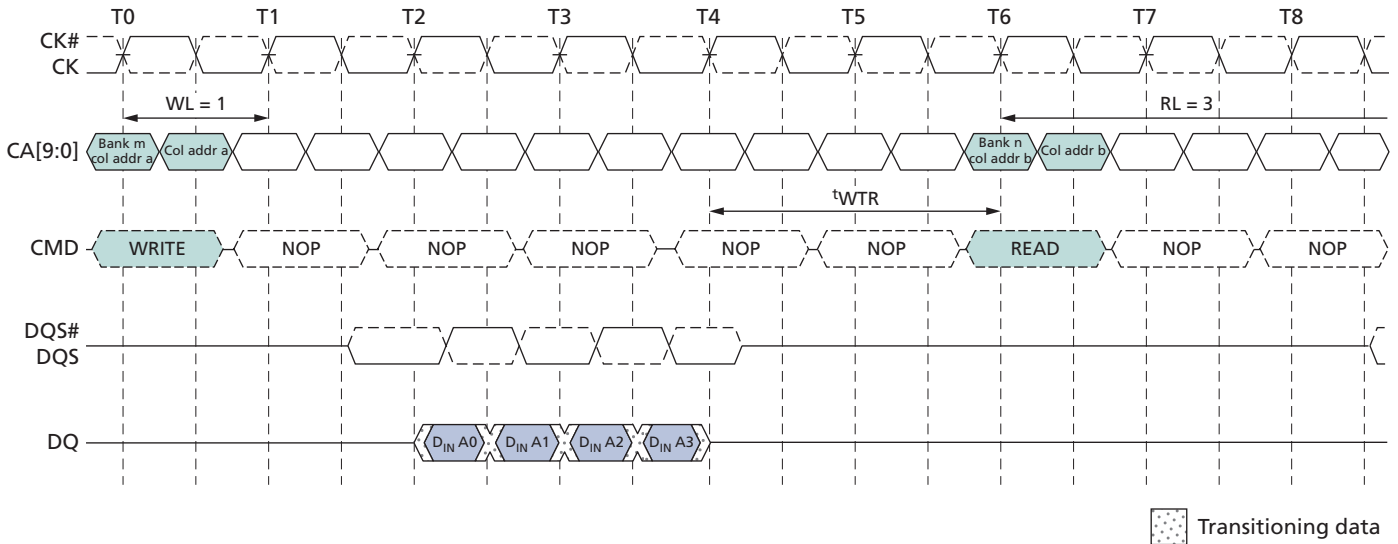 T0 T1 T2 T3 T4 T5 T6 T7 T8
CK#
CK
WL = 1
RL = 3
CA[9:0]
Bank m
col addr a
Col addr a
Bank n
col addr b
Col addr b
tWTR
CMD
WRITE NOP NOP NOP NOP NOP READ NOP NOP
DQS#
DQS
DQ
DIN A0 DIN A1 DIN A2 DIN A3
Transitioning data